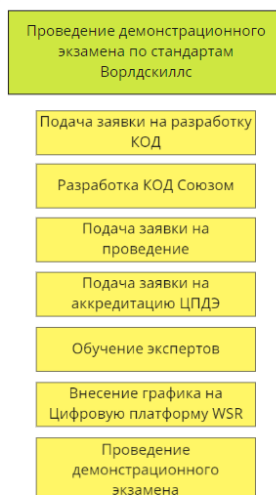 Проведение демонстрационного
экзамена по стандартам
Ворлдскиллс
Подача заявки на разработку
КОД
Разработка КОД Союзом
Подача заявки на
проведение
Подача заявки на
аккредитацию ЦПДЭ
Обучение экспертов
Внесение графика на
Цифровую платформу WSR
Проведение
демонстрационного
экзамена